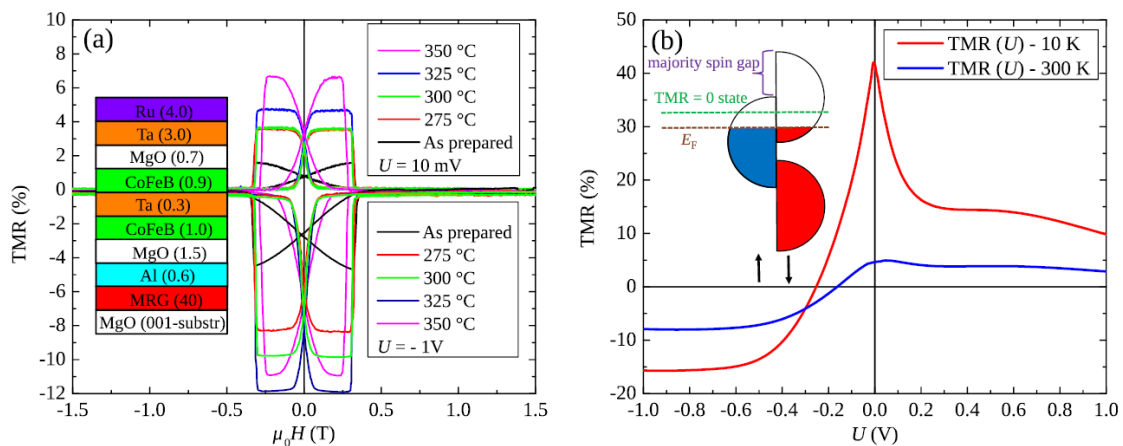 (a)
350 °C
325 °C
300 °C
275 °C
As prepared
U = 10 mV
As prepared
275 °C
300 °C
325 °C
350 °C
U = - 1V
Ru (4.0)
Ta (3.0)
MgO (0.7)
CoFeB (0.9)
Ta (0.3)
CoFeB (1.0)
MgO (1.5)
Al (0.6)
MRG (40)
MgO (001-substr)
TMR (%)
8
6
4
2
0
-2
-4
-6
-8
-10
-12
-1.5 -1.0 -0.5 0.0 0.5 1.0 1.5
μ0H (T)
(b)
TMR (U) - 10 K
TMR (U) - 300 K
majority spin gap
TMR = 0 state
EF
TMR (%)
50
40
30
20
10
0
-10
-20
-1.0 -0.8 -0.6 -0.4 -0.2 0.0 0.2 0.4 0.6 0.8 1.0
U (V)